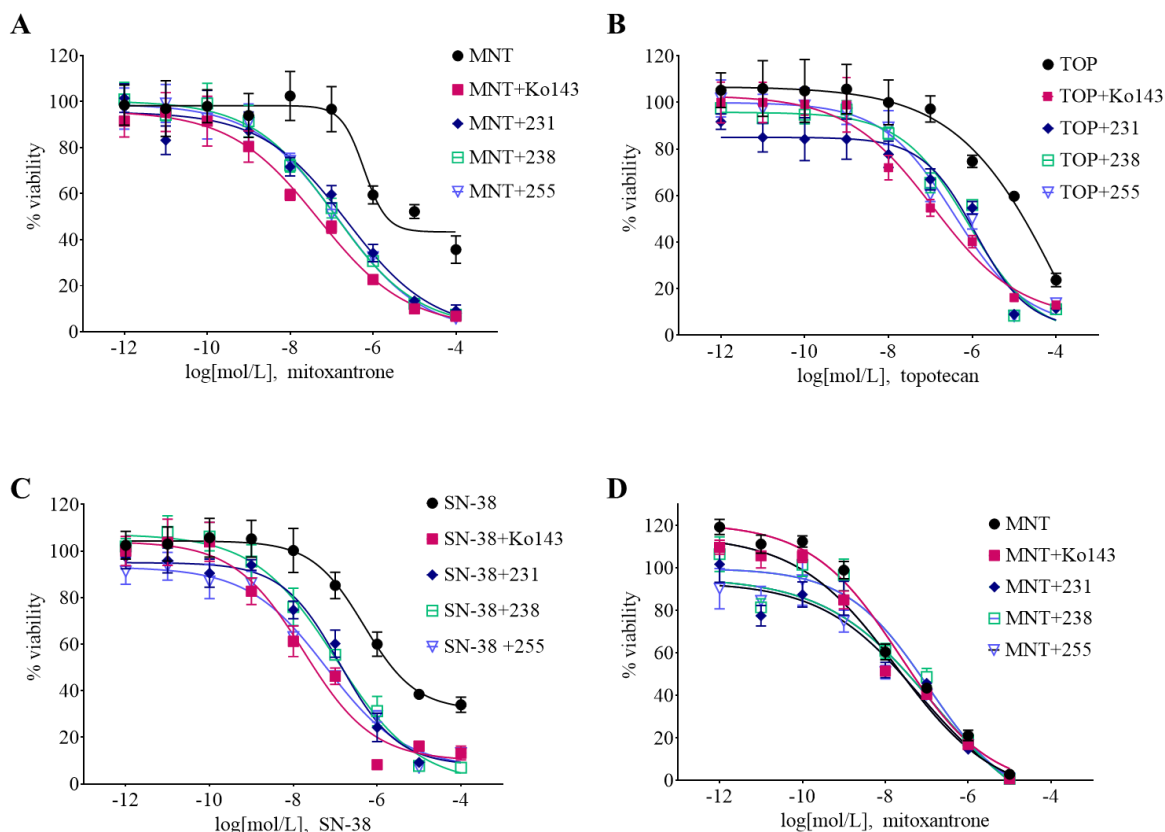 A
120
100
80
60
40
20
0
% viability
-12
-10
-8
-6
-4
log[mol/L], mitoxantrone
MNT
MNT+Ko143
MNT+231
MNT+238
MNT+255
B
120
100
80
60
40
20
0
% viability
-12
-10
-8
-6
-4
log[mol/L], topotecan
TOP
TOP+Ko143
TOP+231
TOP+238
TOP+255
C
120
100
80
60
40
20
0
% viability
-12
-10
-8
-6
-4
log[mol/L], SN-38
SN-38
SN-38+Ko143
SN-38+231
SN-38+238
SN-38 +255
D
120
100
80
60
40
20
0
% viability
-12
-10
-8
-6
-4
log[mol/L], mitoxantrone
MNT
MNT+Ko143
MNT+231
MNT+238
MNT+255